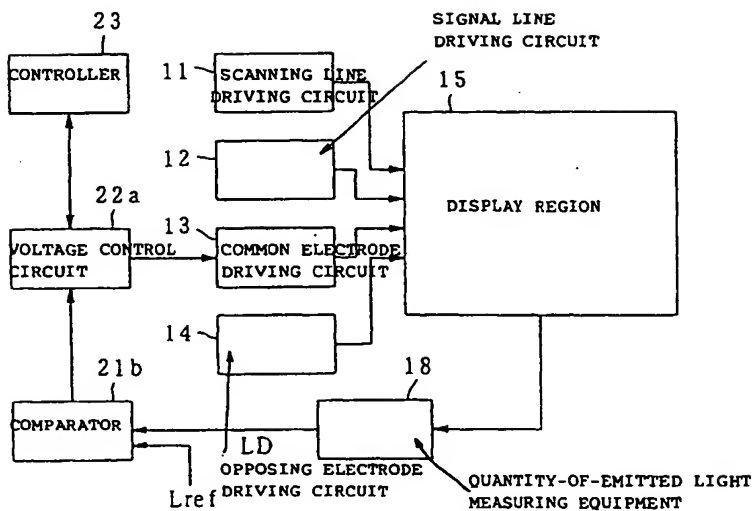 SIGNAL LINE
DRIVING CIRCUIT
23
CONTROLLER
11
SCANNING LINE
DRIVING CIRCUIT
15
12
DISPLAY REGION
22a
VOLTAGE CONTROL
CIRCUIT
13
COMMON ELECTRODE
DRIVING CIRCUIT
14
21b
COMPARATOR
18
LD
Lref
OPPOSING ELECTRODE
DRIVING CIRCUIT
QUANTITY-OF-EMITTED LIGHT
MEASURING EQUIPMENT